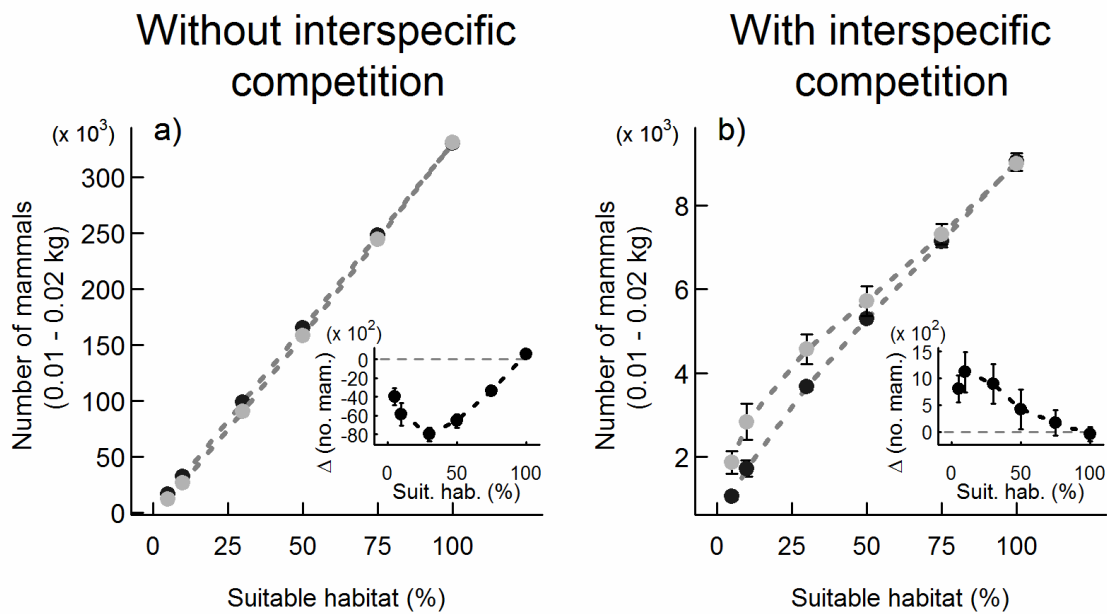 Without interspecific
competition
(x 10³)
a)
Number of mammals
(0.01 - 0.02 kg)
300
250
200
150
100
50
0
0 25 50 75 100
Suitable habitat (%)
(x 10²)
Δ (no. mam.)
0
-20
-40
-60
-80
0 50 100
Suit. hab. (%)
With interspecific
competition
(x 10³)
b)
Number of mammals
(0.01 - 0.02 kg)
8
6
4
2
0 25 50 75 100
Suitable habitat (%)
(x 10²)
Δ (no. mam.)
15
10
5
0
0 50 100
Suit. hab. (%)